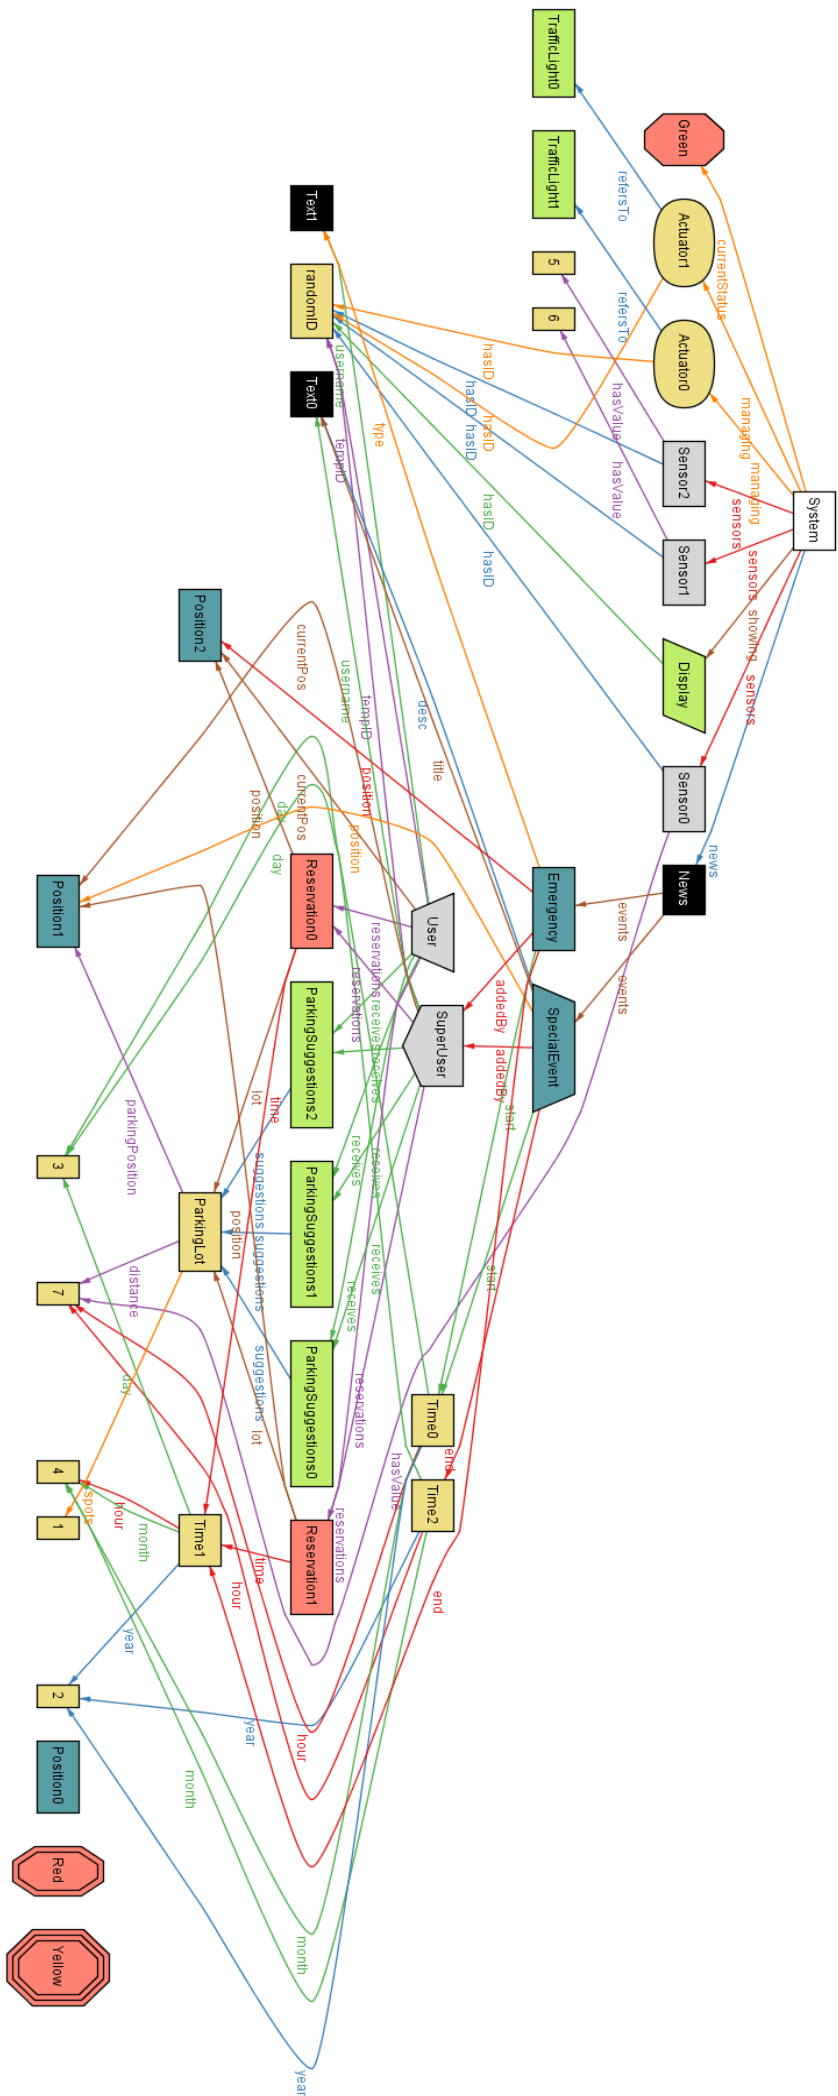 System
currentStatus
managing
managing
sensors
sensors
showing
sensors
news
Green
Actuator1
Actuator0
Sensor2
Sensor1
Display
Sensor0
News
refersTo
refersTo
hasValue
hasValue
events
events
TrafficLight0
TrafficLight1
5
6
Emergency
SpecialEvent
hasID
hasID
hasID
hasID
hasID
hasID
addedBy
addedBy
start
start
type
desc
title
position
position
User
SuperUser
Time0
Time2
end
end
hasValue
username
tempID
username
tempID
currentPos
currentPos
reservations
reservations
receives
receives
receives
receives
receives
receives
reservations
reservations
Text1
randomID
Text0
Reservation0
ParkingSuggestions2
ParkingSuggestions1
ParkingSuggestions0
Reservation1
position
day
day
lot
time
suggestions
position
suggestions
suggestions
lot
time
hour
hour
year
month
year
Position2
ParkingLot
Time1
parkingPosition
distance
day
spots
hour
month
year
month
Position1
3
7
4
1
2
Position0
Red
Yellow